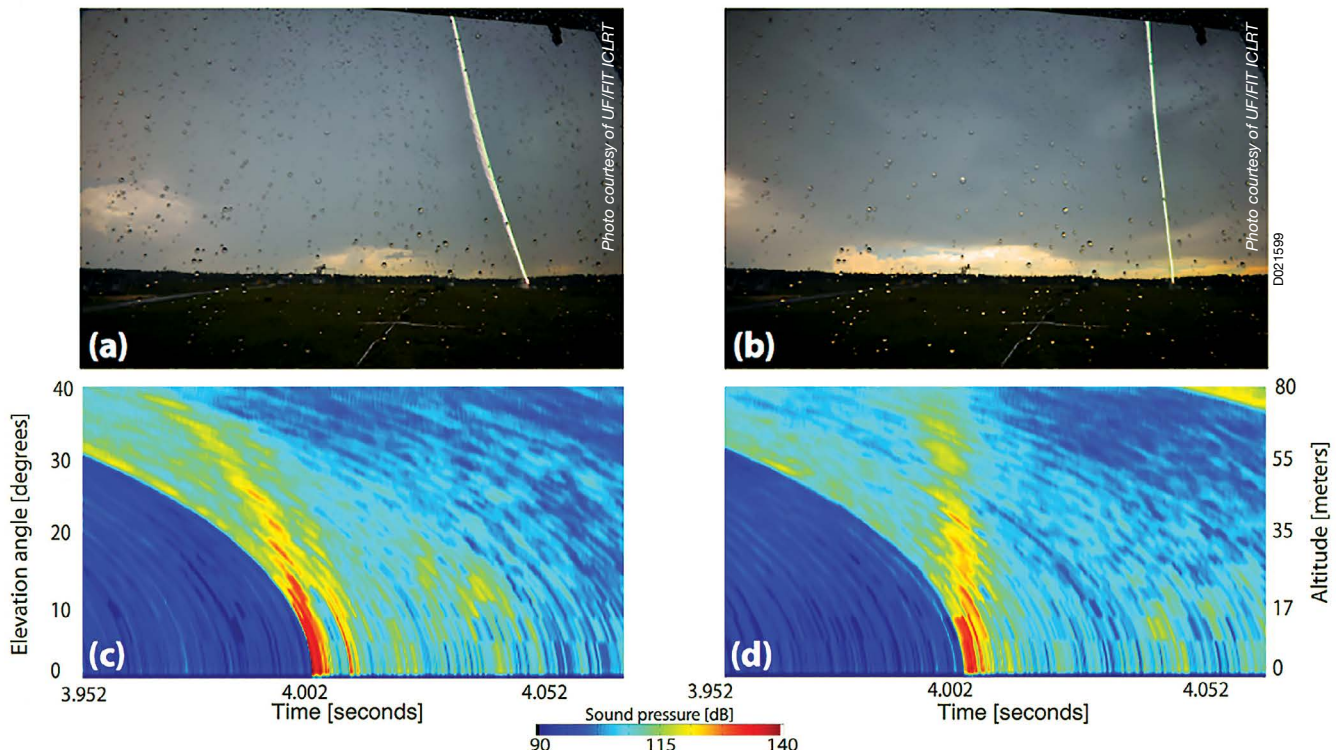 Photo courtesy of UF/FIT ICLRT
(a)
Photo courtesy of UF/FIT ICLRT
D021599
(b)
Elevation angle [degrees]
40
30
20
10
0
(c)
3.952
4.002
4.052
Time [seconds]
(d)
80
55
35
17
0
Altitude [meters]
3.952
4.002
4.052
Time [seconds]
Sound pressure [dB]
90
115
140